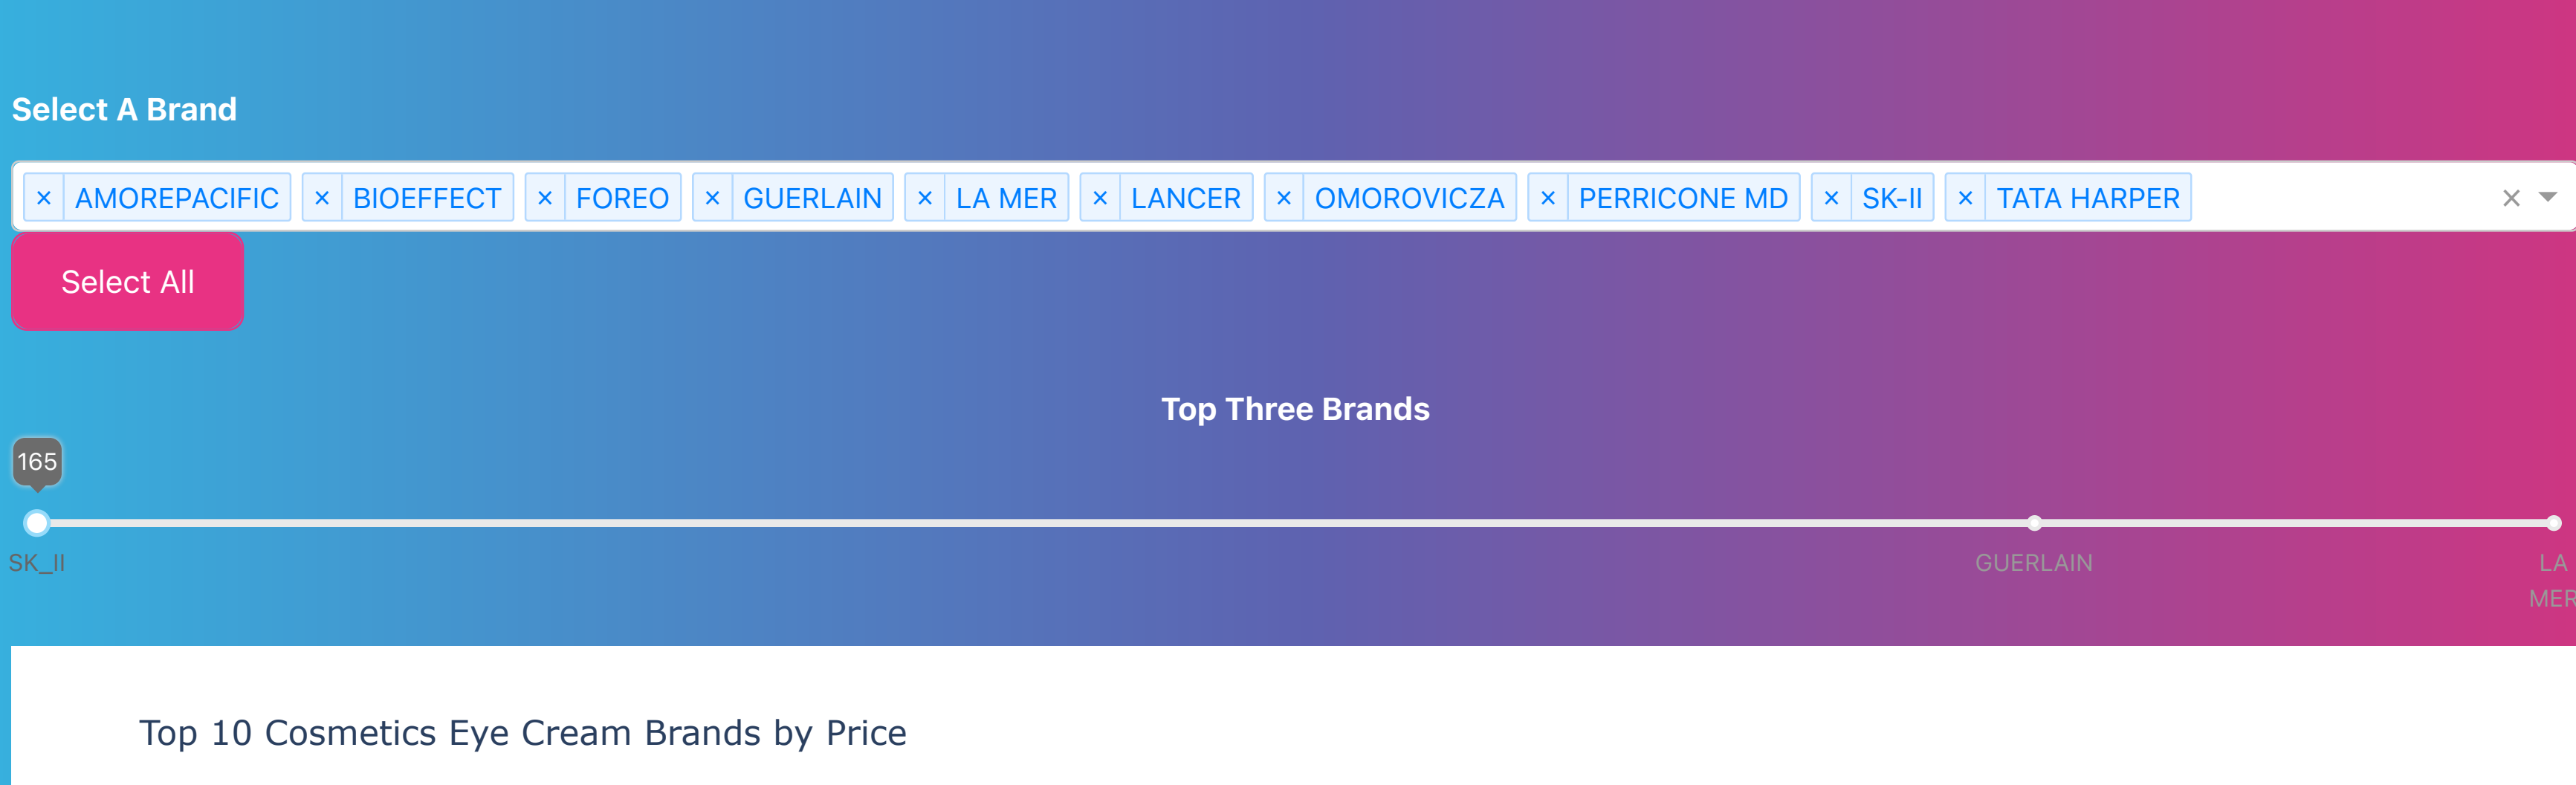 Select A Brand
× AMOREPACIFIC × BIOEFFECT × FOREO × GUERLAIN × LA MER × LANCER × OMOROVICZA × PERRICONE MD × SK-II × TATA HARPER ×
Select All
Top Three Brands
165
SK_II GUERLAIN LA
MER
Top 10 Cosmetics Eye Cream Brands by Price